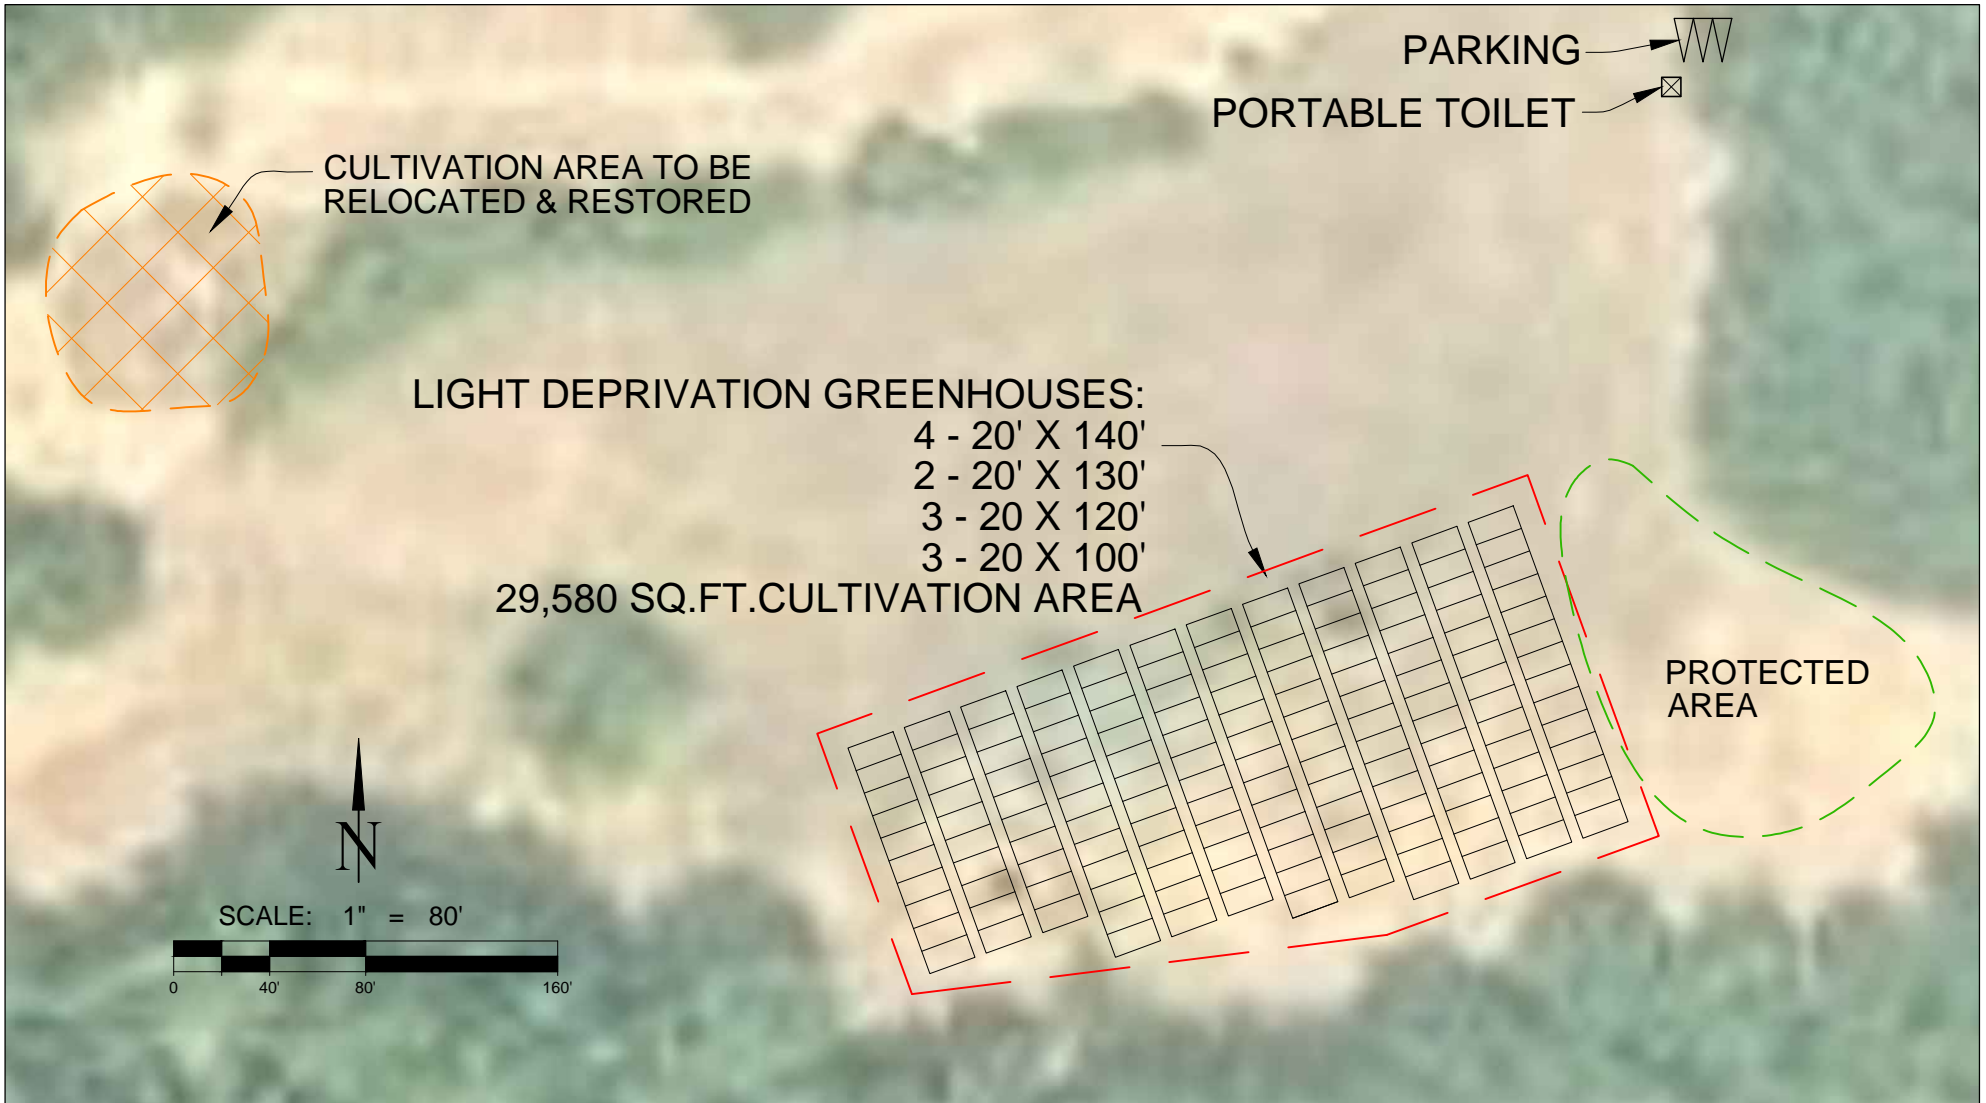 PARKING
PORTABLE TOILET
CULTIVATION AREA TO BE
RELOCATED & RESTORED
LIGHT DEPRIVATION GREENHOUSES:
4 - 20' X 140'
2 - 20' X 130'
3 - 20 X 120'
3 - 20 X 100'
29,580 SQ.FT.CULTIVATION AREA
PROTECTED
AREA
N
SCALE: 1" = 80'
0 40' 80' 160'